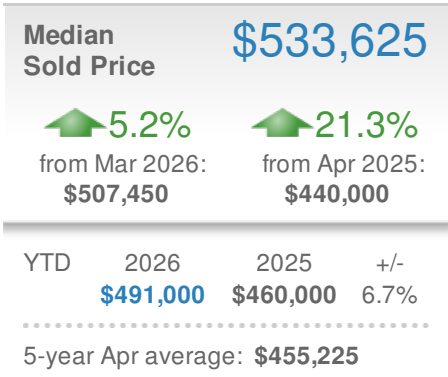 Median $533,625
Sold Price
5.2% 21.3%
from Mar 2026: from Apr 2025:
$507,450 $440,000
YTD 2026 2025 +/-
$491,000 $460,000 6.7%
5-year Apr average: $455,225